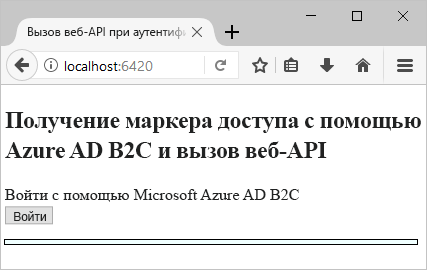 Вызов веб-API при аутентифи
localhost:6420
Получение маркера доступа с помощью
Azure AD B2C и вызов веб-API
Войти с помощью Microsoft Azure AD B2C
Войти